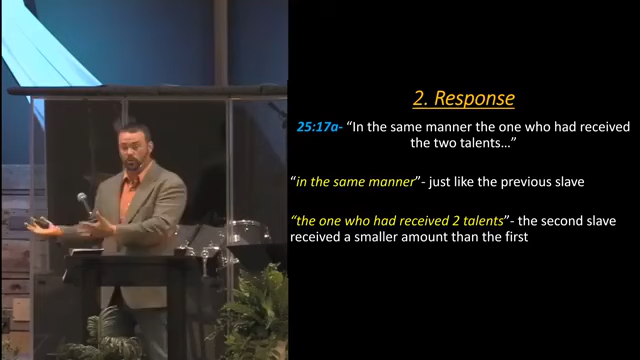 2. Response
25:17a- “In the same manner the one who had received
the two talents…”
“in the same manner”- just like the previous slave
“the one who had received 2 talents”- the second slave
received a smaller amount than the first